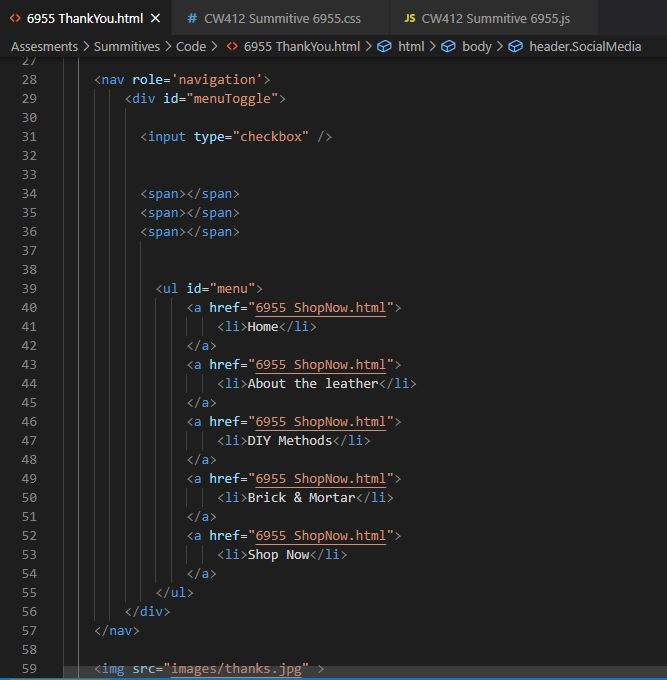 6955 ThankYou.html × # CW412 Summitive 6955.css JS CW412 Summitive 6955.js
Assesments > Summitives > Code > 6955 ThankYou.html > html > body > header.SocialMedia
27
28 <nav role='navigation'>
29 <div id="menuToggle">
30
31 <input type="checkbox" />
32
33
34 <span></span>
35 <span></span>
36 <span></span>
37
38
39 <ul id="menu">
40 <a href="6955 ShopNow.html">
41 <li>Home</li>
42 </a>
43 <a href="6955 ShopNow.html">
44 <li>About the leather</li>
45 </a>
46 <a href="6955 ShopNow.html">
47 <li>DIY Methods</li>
48 </a>
49 <a href="6955 ShopNow.html">
50 <li>Brick & Mortar</li>
51 </a>
52 <a href="6955 ShopNow.html">
53 <li>Shop Now</li>
54 </a>
55 </ul>
56 </div>
57 </nav>
58
59 <img src="images/thanks.jpg" >